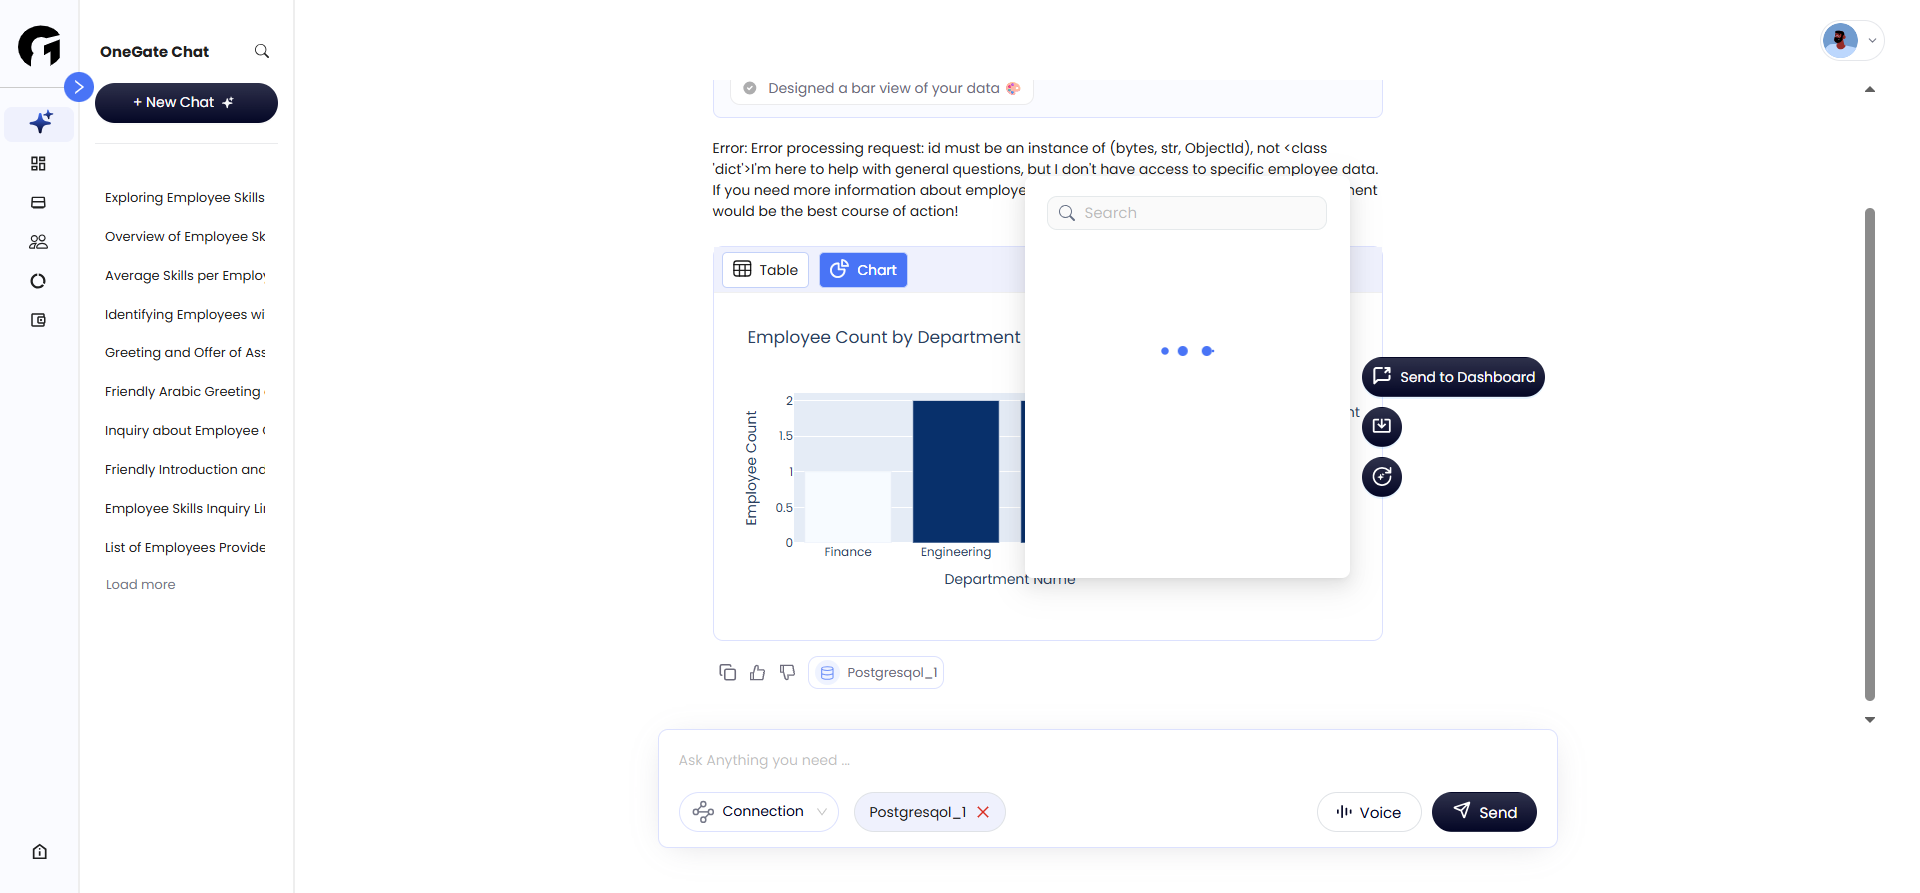 OneGate Chat
+ New Chat
Exploring Employee Skills
Overview of Employee Sk
Average Skills per Employ
Identifying Employees wi
Greeting and Offer of Ass
Friendly Arabic Greeting
Inquiry about Employee
Friendly Introduction and
Employee Skills Inquiry Li
List of Employees Provide
Load more
Designed a bar view of your data
Error: Error processing request: id must be an instance of (bytes, str, ObjectId), not <class
'dict'>I'm here to help with general questions, but I don't have access to specific employee data.
If you need more information about employe
nent
would be the best course of action!
Search
Table
Chart
Employee Count by Department
Employee Count
2
1.5
1
0.5
0
Finance
Engineering
Department Name
nt
Send to Dashboard
Postgresqol_1
Ask Anything you need ...
Connection
Postgresqol_1
Voice
Send